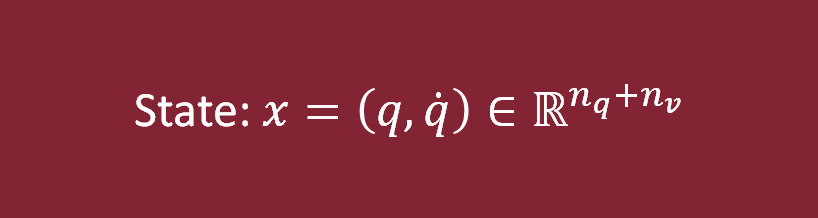 State: x = (q, q̇) ∈ ℝ^{n_q+n_v}